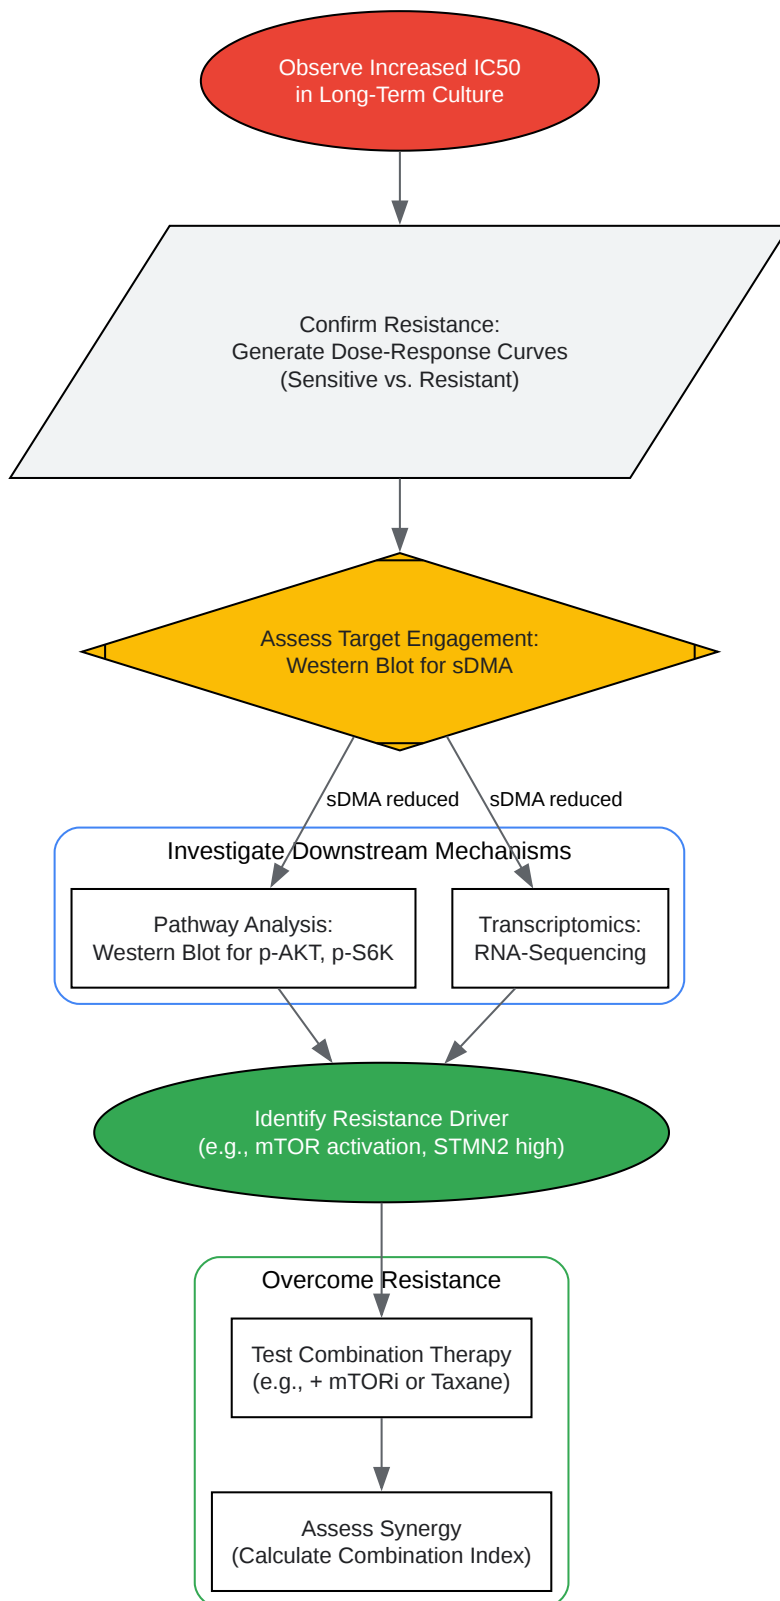 Observe Increased IC50
in Long-Term Culture
Confirm Resistance:
Generate Dose-Response Curves
(Sensitive vs. Resistant)
Assess Target Engagement:
Western Blot for sDMA
sDMA reduced
sDMA reduced
Investigate Downstream Mechanisms
Pathway Analysis:
Western Blot for p-AKT, p-S6K
Transcriptomics:
RNA-Sequencing
Identify Resistance Driver
(e.g., mTOR activation, STMN2 high)
Overcome Resistance
Test Combination Therapy
(e.g., + mTORi or Taxane)
Assess Synergy
(Calculate Combination Index)